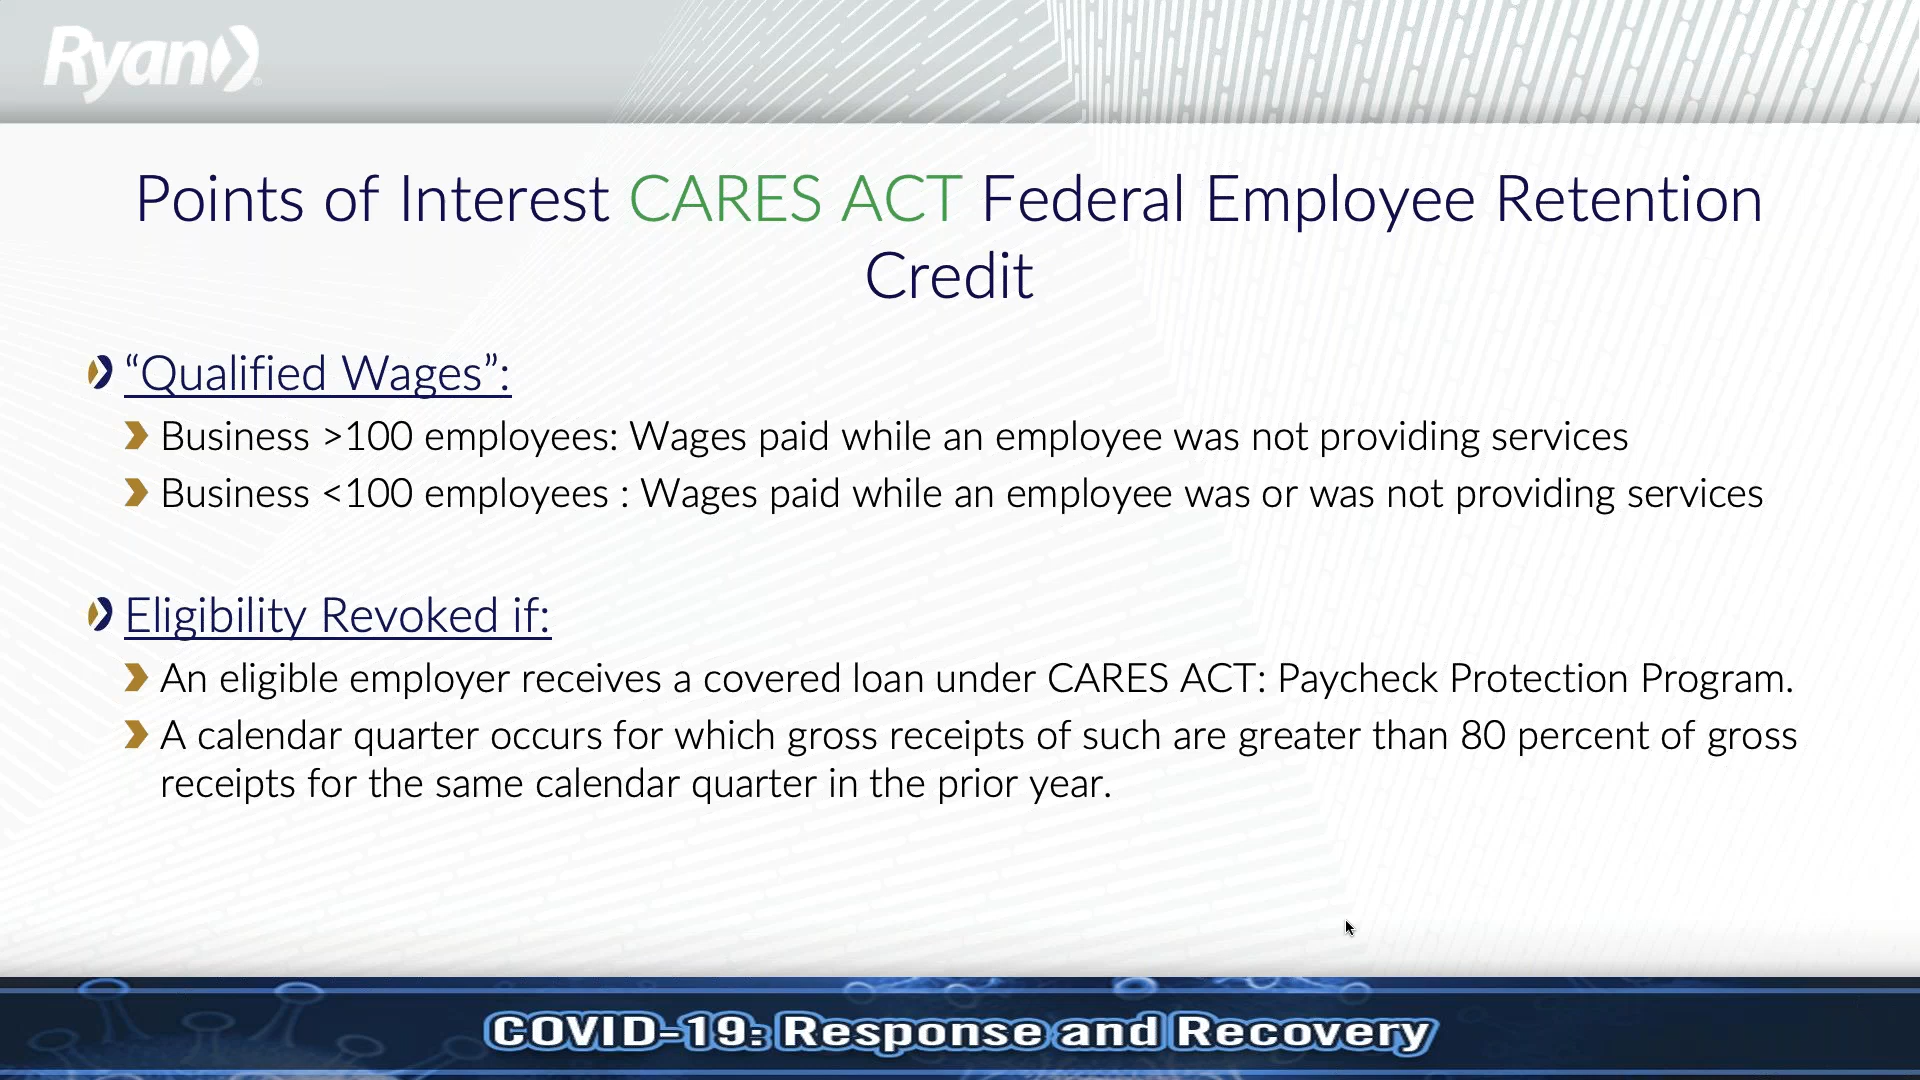 Ryan
Points of Interest CARES ACT Federal Employee Retention
Credit
“Qualified Wages”:
Business >100 employees: Wages paid while an employee was not providing services
Business <100 employees : Wages paid while an employee was or was not providing services
Eligibility Revoked if:
An eligible employer receives a covered loan under CARES ACT: Paycheck Protection Program.
A calendar quarter occurs for which gross receipts of such are greater than 80 percent of gross
receipts for the same calendar quarter in the prior year.
COVID-19: Response and Recovery